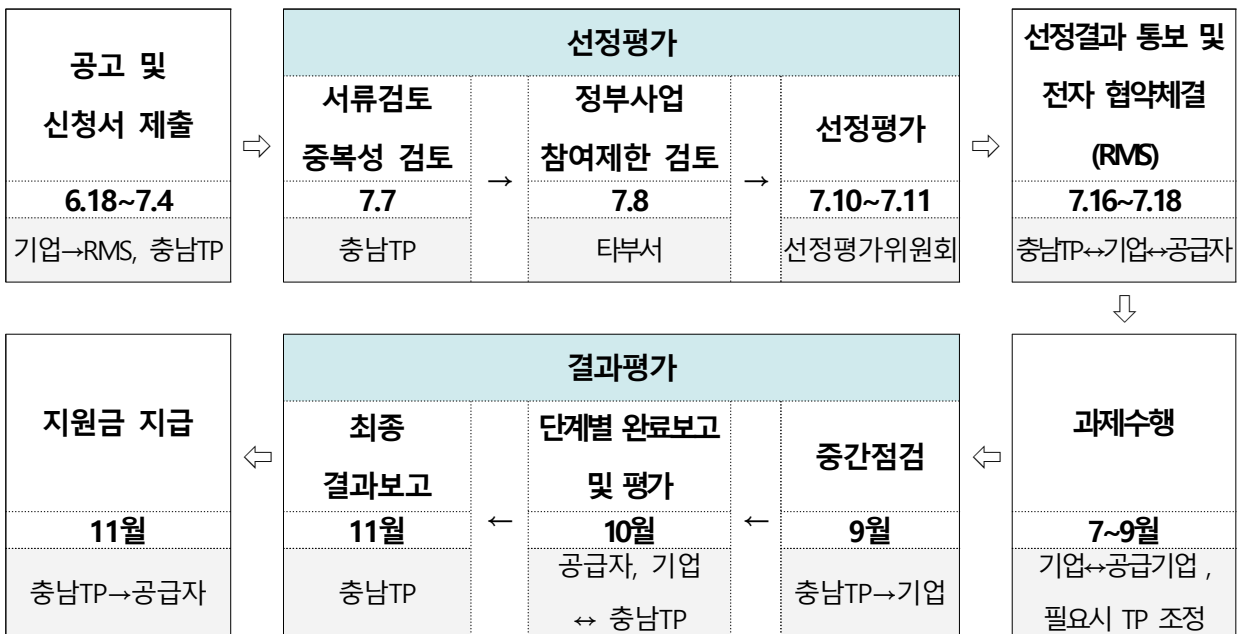 공고 및
신청서 제출
6.18~7.4
기업→RMS, 충남TP
⇨
선정평가
서류검토
중복성 검토
7.7
충남TP
→
정부사업
참여제한 검토
7.8
타부서
→
선정평가
7.10~7.11
선정평가위원회
⇨
선정결과 통보 및
전자 협약체결
(RMS)
7.16~7.18
충남TP↔기업↔공급자
⇩
과제수행
7~9월
기업↔공급기업 ,
필요시 TP 조정
⇦
결과평가
중간점검
9월
충남TP→기업
←
단계별 완료보고
및 평가
10월
공급자, 기업
↔ 충남TP
←
최종
결과보고
11월
충남TP
⇦
지원금 지급
11월
충남TP→공급자